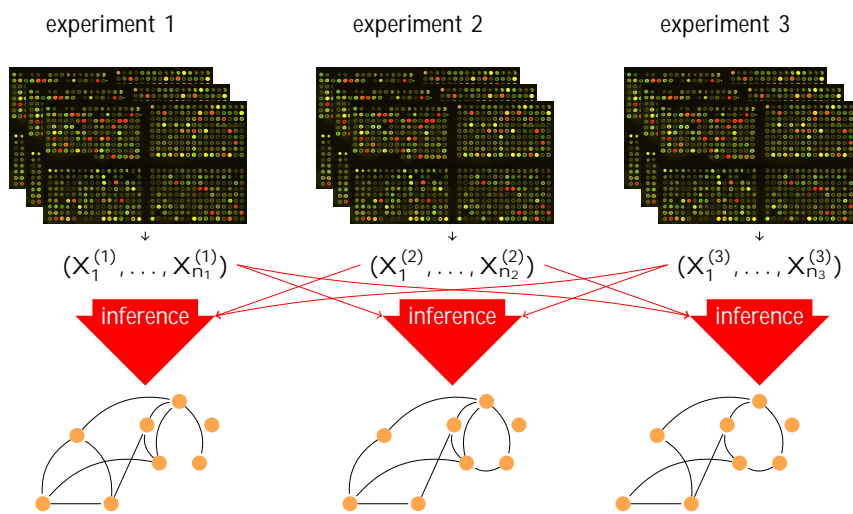 experiment 1 experiment 2 experiment 3
(X₁⁽¹⁾, . . . , Xₙ₁⁽¹⁾) (X₁⁽²⁾, . . . , Xₙ₂⁽²⁾) (X₁⁽³⁾, . . . , Xₙ₃⁽³⁾)
inference inference inference